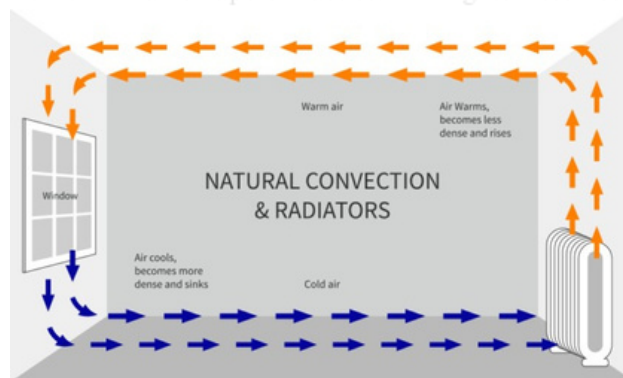 Warm air
Air Warms,
becomes less
dense and rises
NATURAL CONVECTION
& RADIATORS
Window
Air cools,
becomes more
dense and sinks
Cold air